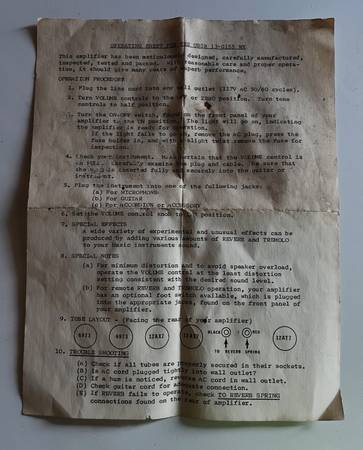 OPERATING SHEET FOR THE UNIV 13-0155 WK
This amplifier has been meticulously designed, carefully manufactured,
inspected, tested and packed. With reasonable care and proper opera-
tion, it should give many years of superb performance.
OPERATION PROCEDURE
1. Plug the line cord into any wall outlet (117V AC 50/60 cycles).
2. Turn VOLUME controls to the OFF or ZERO position. Turn tone
controls to half position.
3. Turn the ON-OFF switch, found on the front panel of your
amplifier to the ON position. The light will go on, indicating
the amplifier is ready for operation.
If the light fails to go on, remove the AC plug, press the
fuse holder in, and with a slight twist remove the fuse for
inspection.
4. Check your instrument. Make certain that the VOLUME control is
on FULL. Carefully examine the plug and cable. Make sure that
the plug is inserted fully and securely into the guitar or
instrument.
5. Plug the instrument into one of the following jacks:
(a) For MICROPHONE
(b) For GUITAR
(c) For ACCORDION or ACCESSORY
6. Set the VOLUME control knob to position.
7. SPECIAL EFFECTS
A wide variety of experimental and unusual effects can be
produced by adding various amounts of REVERB and TREMOLO
to your basic instrument sounds.
8. SPECIAL NOTES
(a) For minimum distortion and to avoid speaker overload,
operate the VOLUME control at the least distortion
setting consistent with the desired sound level.
(b) For remote REVERB and TREMOLO operation, your amplifier
has an optional foot switch available, which is plugged
into the appropriate jacks, found on the front panel of
your amplifier.
9. TUBE LAYOUT - (Facing the rear of your amplifier)
12AX7 12AX7 BLACK RED 12AT7
TO REVERB SPRING
10. TROUBLE SHOOTING
(A) Check if all tubes are properly secured in their sockets.
(B) Is AC cord plugged tightly into wall outlet?
(C) If a hum is noticed, reverse AC cord in wall outlet.
(D) Check guitar cord for adequate connection.
(E) If REVERB fails to operate, check TO REVERB SPRING
connections found on the rear of amplifier.